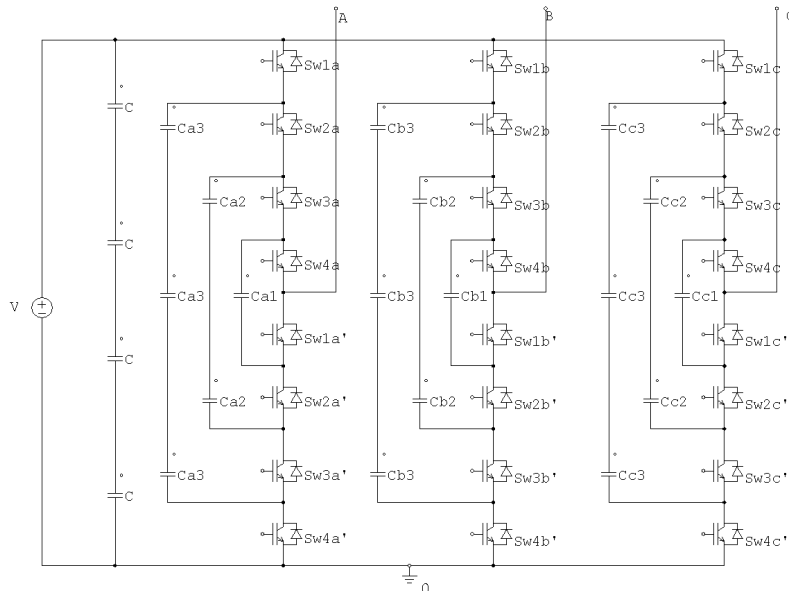 A B C
Sw1a Sw1b Sw1c
C Ca3 Sw2a Cb3 Sw2b Cc3 Sw2c
Ca2 Sw3a Cb2 Sw3b Cc2 Sw3c
C Sw4a Sw4b Sw4c
V Ca3 Ca1 Cb3 Cb1 Cc3 Cc1
Sw1a' Sw1b' Sw1c'
C Ca2 Sw2a' Cb2 Sw2b' Cc2 Sw2c'
C Ca3 Sw3a' Cb3 Sw3b' Cc3 Sw3c'
Sw4a' Sw4b' Sw4c'
0